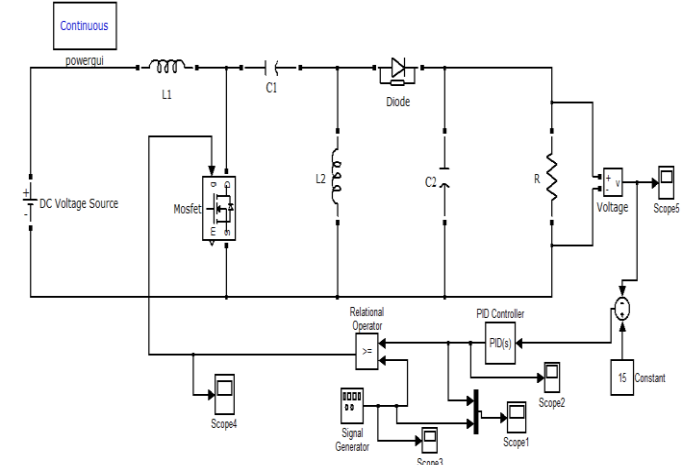 Continuous
powergui
L1
C1
Diode
DC Voltage Source
+
-
Mosfet
g
D
m
S
L2
C2
R
+
-
v
Voltage
Scope5
Relational
Operator
>=
PID Controller
PID(s)
-
+
15
Constant
Scope2
Signal
Generator
Scope4
Scope1
Scope3